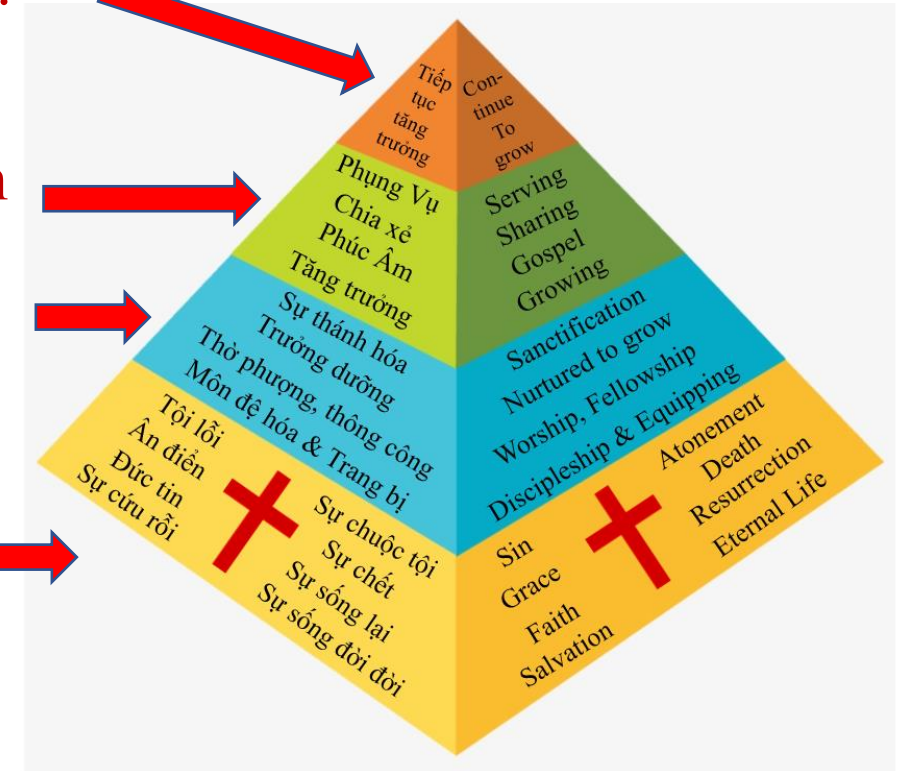 Tiếp
tục
tăng
trưởng
Con-
tinue
To
grow
Phụng Vụ
Chia xẻ
Phúc Âm
Tăng trưởng
Serving
Sharing
Gospel
Growing
Sự thánh hóa
Trưởng dưỡng
Thờ phượng, thông công
Môn đệ hóa & Trang bị
Sanctification
Nurtured to grow
Worship, Fellowship
Discipleship & Equipping
Tội lỗi
Ân điển
Đức tin
Sự cứu rỗi
Sự chuộc tội
Sự chết
Sự sống lại
Sự sống đời đời
Sin
Grace
Faith
Salvation
Atonement
Death
Resurrection
Eternal Life